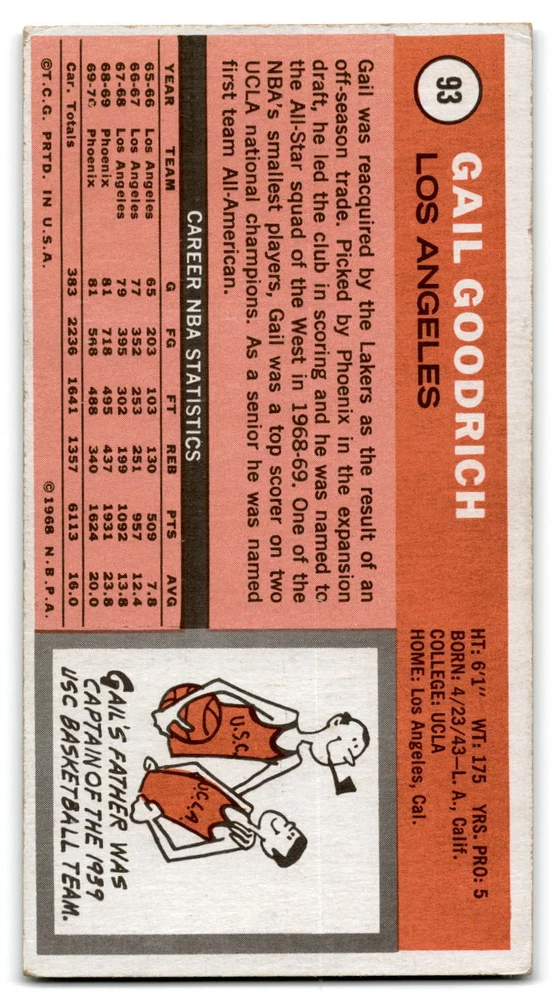 93
GAIL GOODRICH
LOS ANGELES
HT: 6'1" WT: 175 YRS. PRO: 5
BORN: 4/23/43—L. A., Calif.
COLLEGE: UCLA
HOME: Los Angeles, Cal.
Gail was reacquired by the Lakers as the result of an
off-season trade. Picked by Phoenix in the expansion
draft, he led the club in scoring and he was named to
the All-Star squad of the West in 1968-69. One of the
NBA's smallest players, Gail was a top scorer on two
UCLA national champions. As a senior he was named
first team All-American.
CAREER NBA STATISTICS
YEAR TEAM G FG FT REB PTS AVG
65-66 Los Angeles 65 203 103 130 509 7.8
66-67 Los Angeles 77 352 253 251 957 12.4
67-68 Los Angeles 79 395 302 199 1092 13.8
68-69 Phoenix 81 718 495 437 1931 23.8
69-70 Phoenix 81 568 488 340 1624 20.0
Car. Totals 383 2236 1641 1357 6113 16.0
©T.C.G. PRTD. IN U.S.A. ©1968 N.B.P.A.
U.S.C.
U.C.L.A.
GAIL'S FATHER WAS
CAPTAIN OF THE 1939
USC BASKETBALL TEAM.